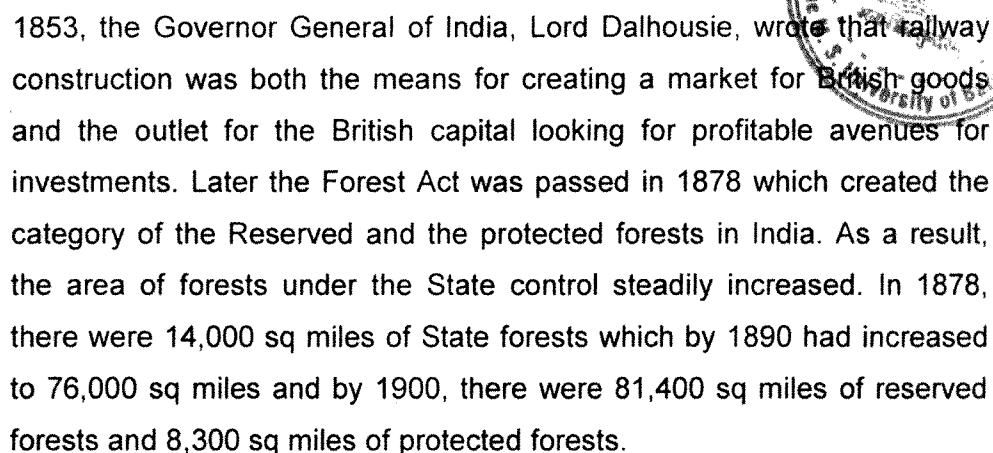 1853, the Governor General of India, Lord Dalhousie, wrote that railway
construction was both the means for creating a market for British goods
and the outlet for the British capital looking for profitable avenues for
investments. Later the Forest Act was passed in 1878 which created the
category of the Reserved and the protected forests in India. As a result,
the area of forests under the State control steadily increased. In 1878,
there were 14,000 sq miles of State forests which by 1890 had increased
to 76,000 sq miles and by 1900, there were 81,400 sq miles of reserved
forests and 8,300 sq miles of protected forests.